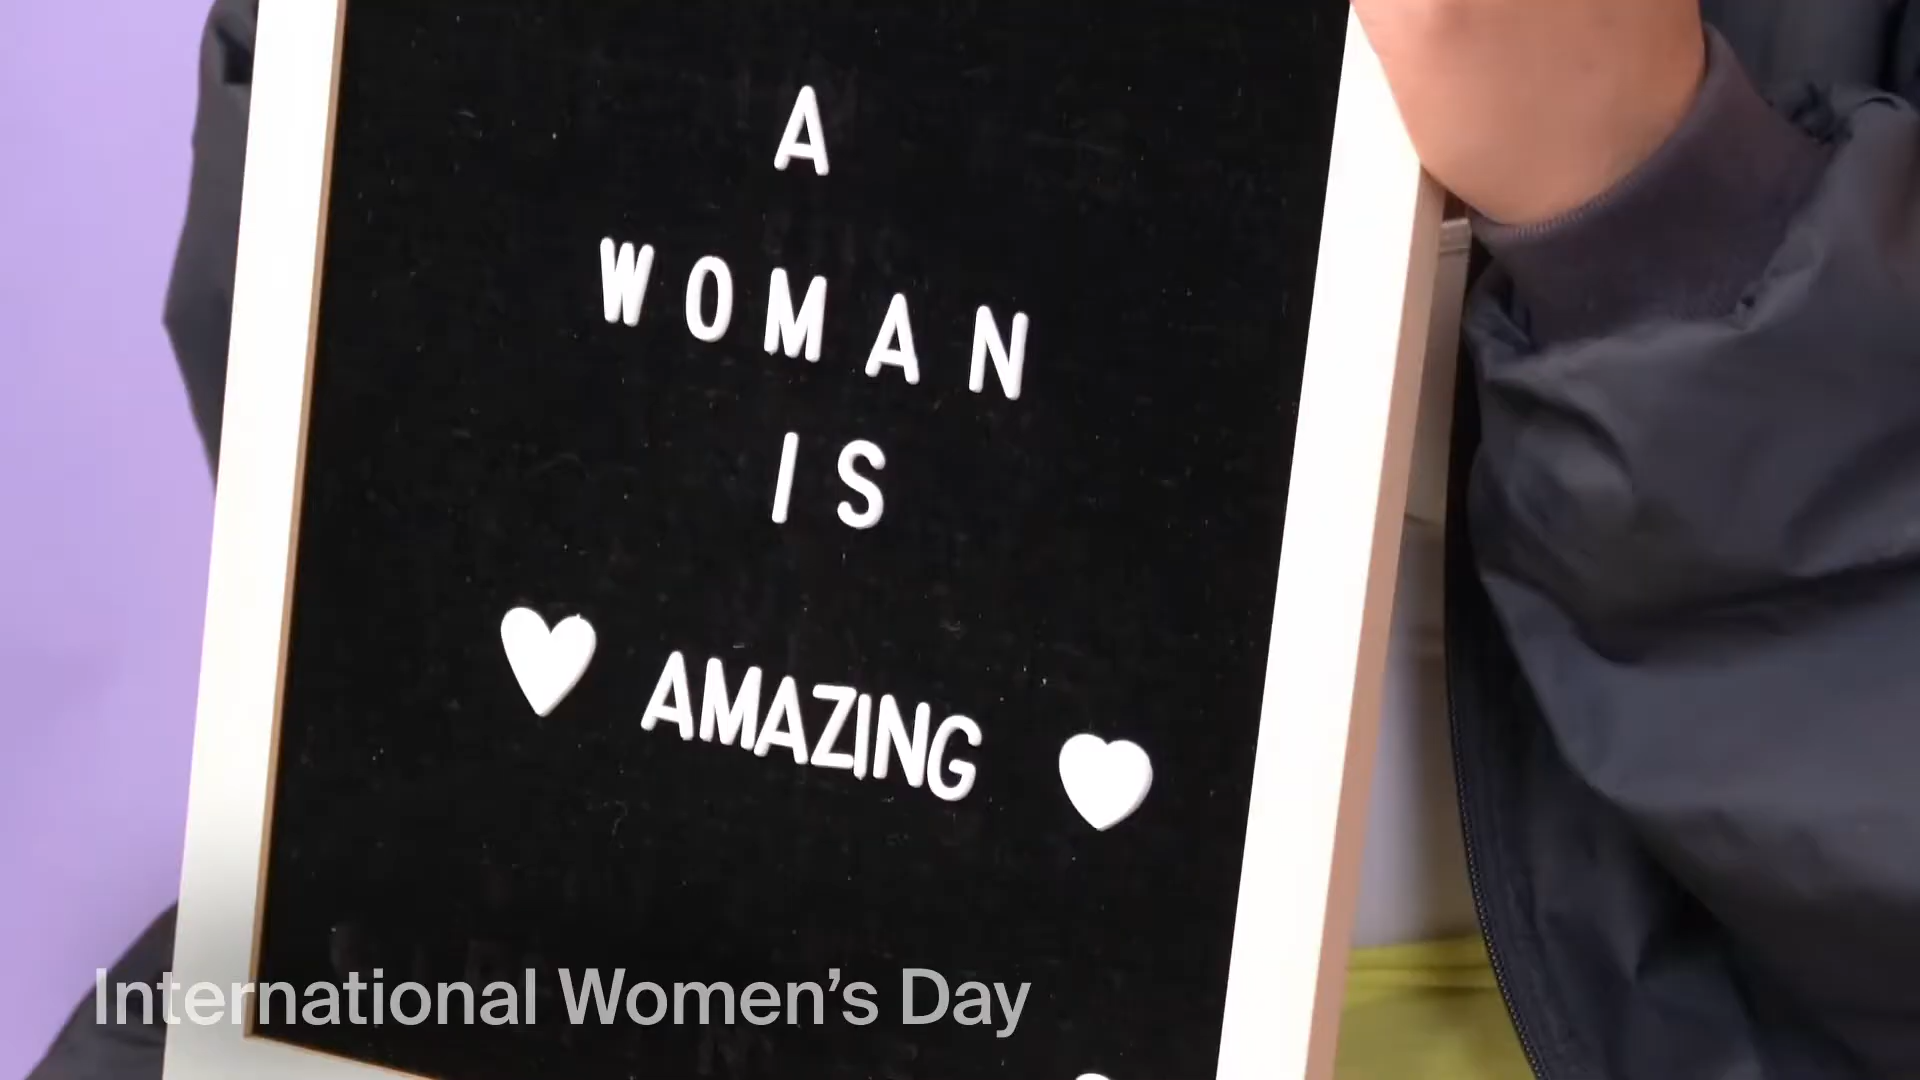 A
WOMAN
IS
♥ AMAZING ♥
International Women’s Day